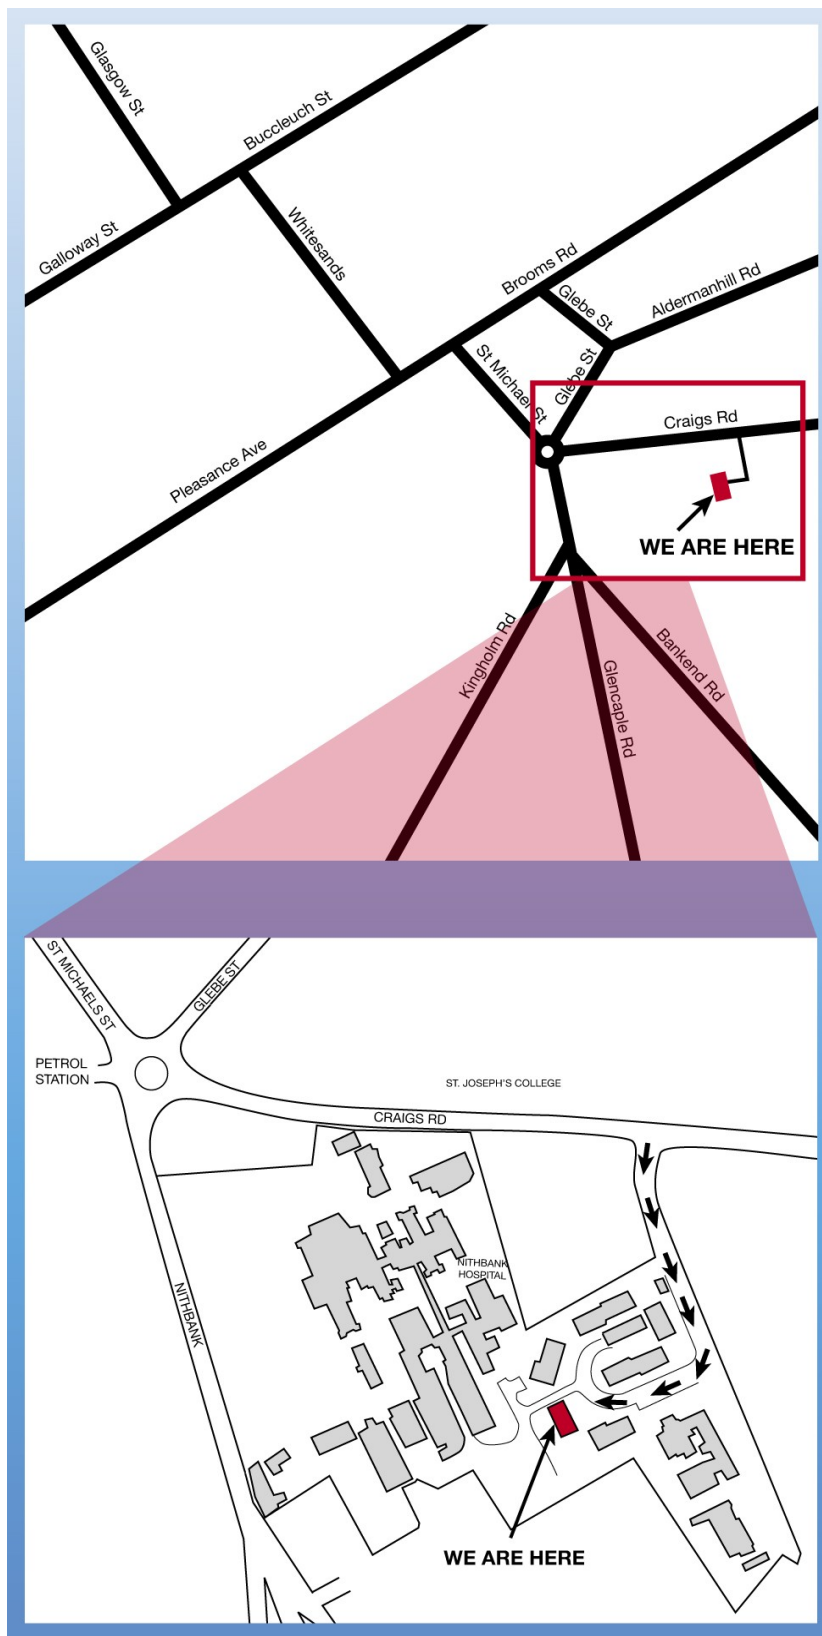 Glasgow St
Buccleuch St
Galloway St
Whitesands
Brooms Rd
Glebe St
Aldermanhill Rd
St Michael St
Glebe St
Craigs Rd
Pleasance Ave
WE ARE HERE
Kingholm Rd
Glencaple Rd
Bankend Rd
ST MICHAELS ST
GLEBE ST
PETROL
STATION
ST. JOSEPH'S COLLEGE
CRAIGS RD
NITHBANK
HOSPITAL
NITHBANK
WE ARE HERE